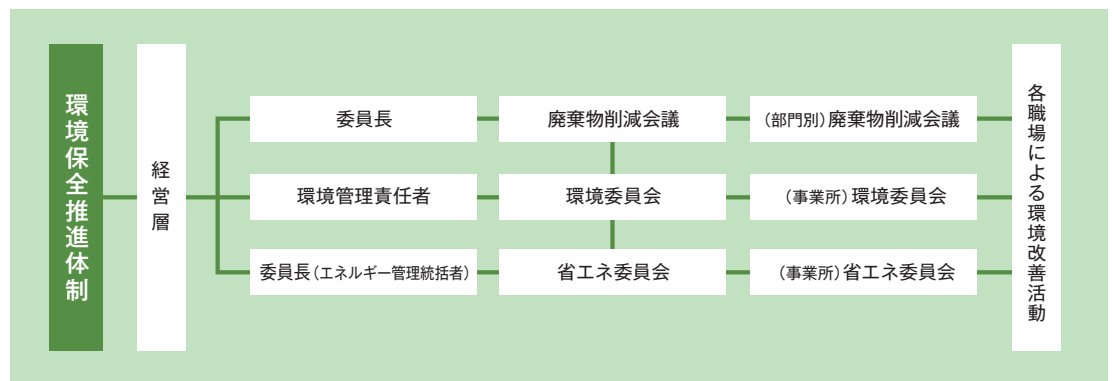 環境保全推進体制
経営層
委員長
廃棄物削減会議
（部門別）廃棄物削減会議
環境管理責任者
環境委員会
（事業所）環境委員会
委員長（エネルギー管理統括者）
省エネ委員会
（事業所）省エネ委員会
各職場による環境改善活動